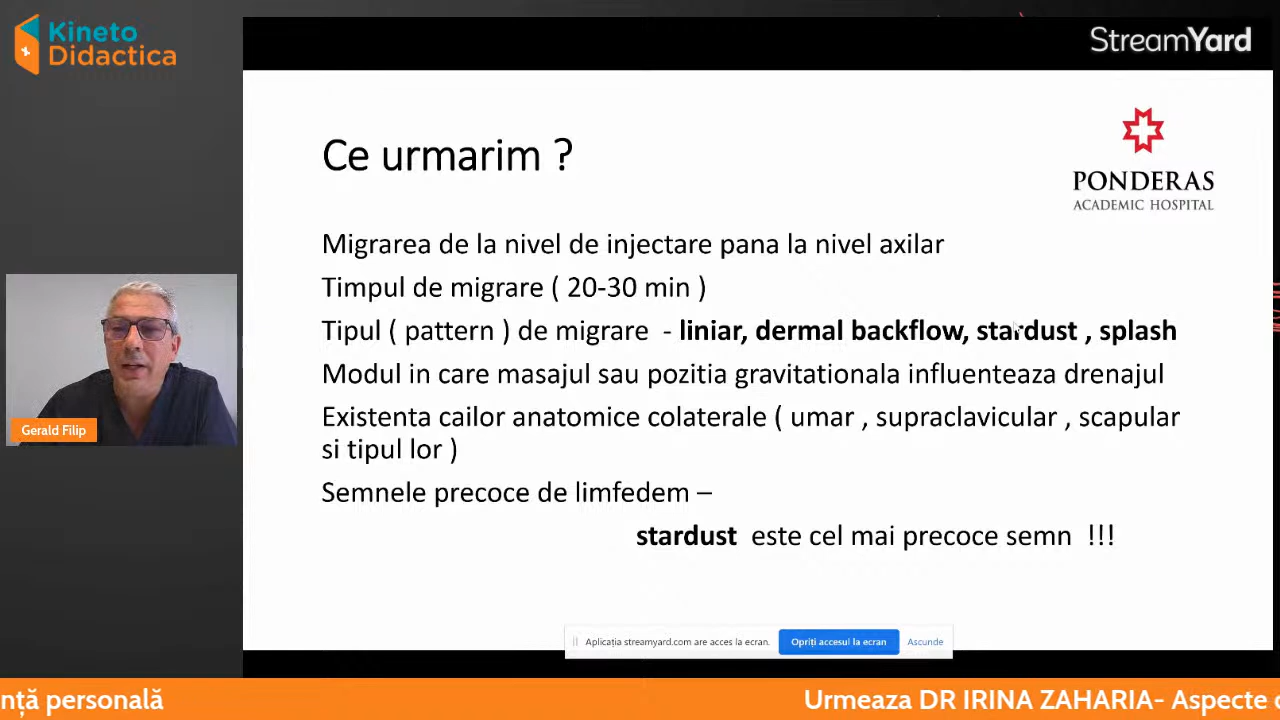 Kineto
Didactica
StreamYard
Ce urmarim ?
PONDERAS
ACADEMIC HOSPITAL
Migrarea de la nivel de injectare pana la nivel axilar
Timpul de migrare ( 20-30 min )
Tipul ( pattern ) de migrare - liniar, dermal backflow, stardust , splash
Modul in care masajul sau pozitia gravitationala influenteaza drenajul
Existenta cailor anatomice colaterale ( umar , supraclavicular , scapular
si tipul lor )
Semnele precoce de limfedem –
stardust este cel mai precoce semn !!!
Gerald Filip
Aplicația streamyard.com are acces la ecran.
Opriți accesul la ecran
Ascunde
nță personală
Urmeaza DR IRINA ZAHARIA- Aspecte